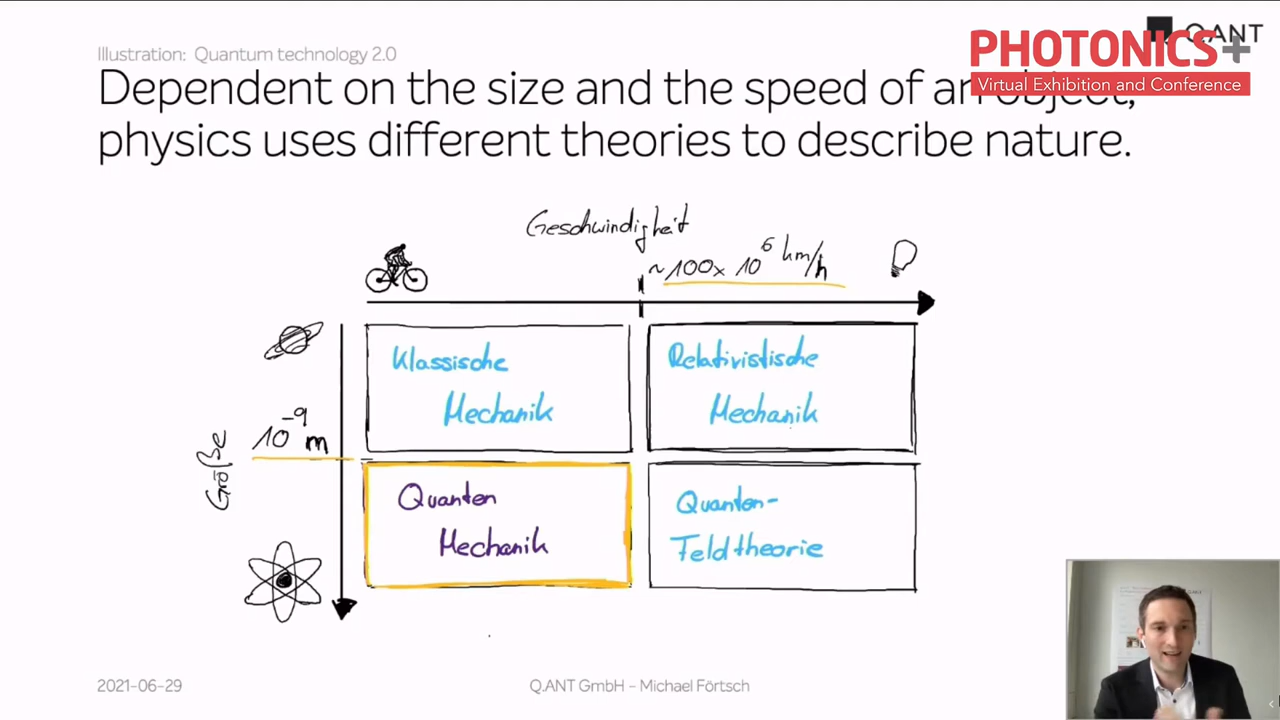 Illustration: Quantum technology 2.0
Q.ANT
PHOTONICS+
Virtual Exhibition and Conference
Dependent on the size and the speed of an object,
physics uses different theories to describe nature.
Geschwindigkeit
~100x 10⁶ km/h
Klassische
Mechanik
Relativistische
Mechanik
10⁻⁹ m
Größe
Quanten
Mechanik
Quanten-
Feldtheorie
2021-06-29
Q.ANT GmbH – Michael Förtsch